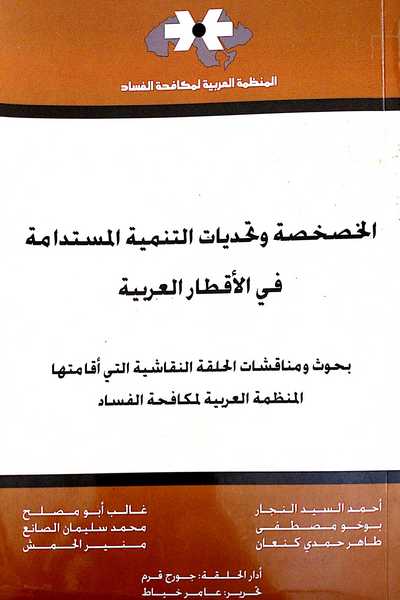 المنظمة العربية لمكافحة الفساد
الخصخصة وتحديات التنمية المستدامة
في الأقطار العربية
بحوث ومناقشات الحلقة النقاشية التي أقامتها
المنظمة العربية لمكافحة الفساد
أحمد السيد النجار غالب أبو مصلح
بوخو مصطفى محمد سليمان الصانع
طاهر حمدي كنعان منير الحمش
أدار الحلقة: جورج قرم
تحرير: عامر خياط